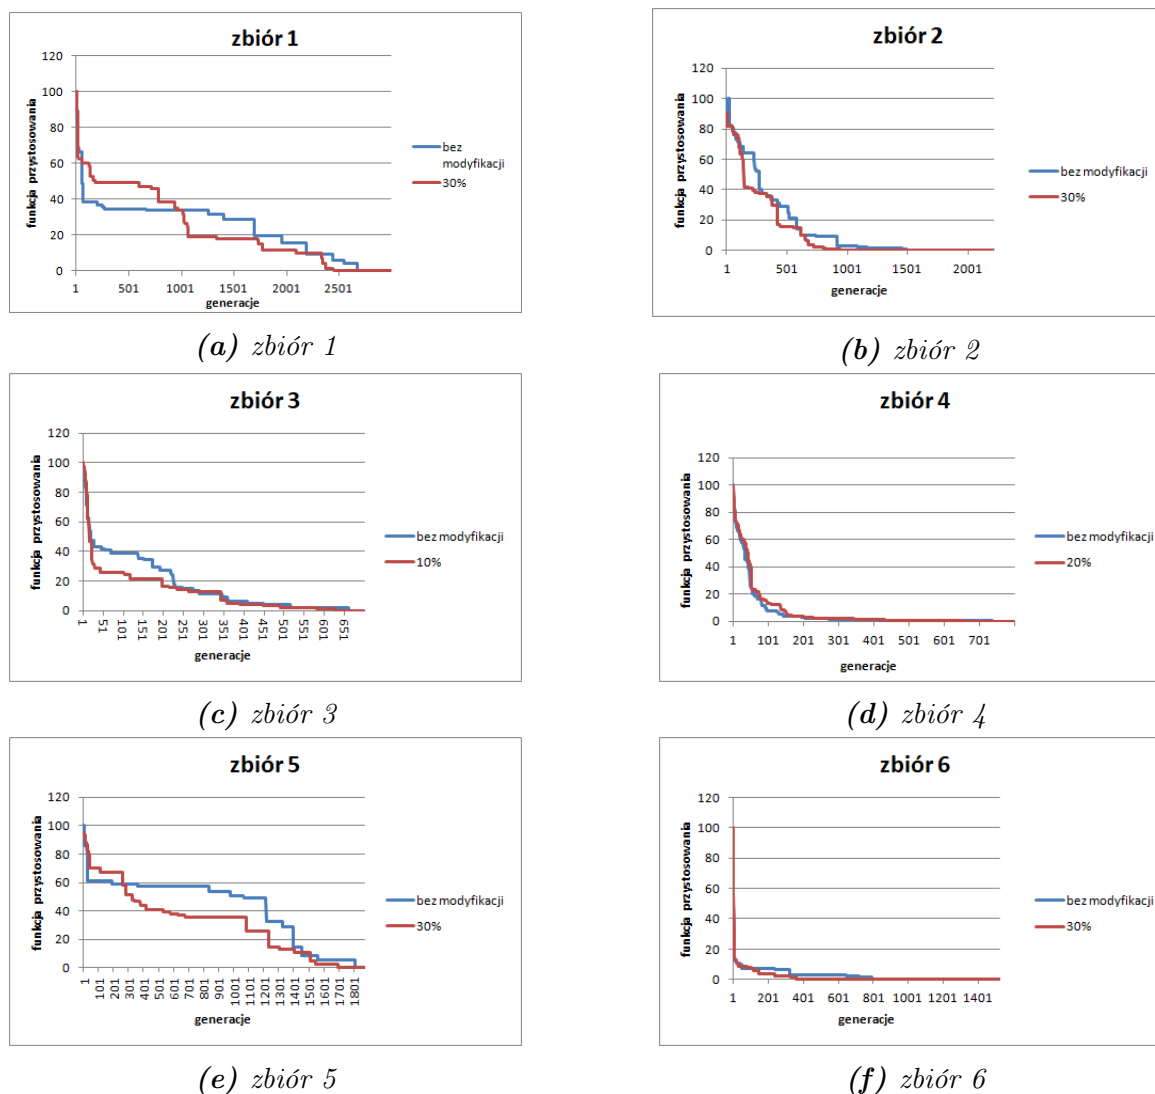 zbiór 1
funkcja przystosowania
120
100
80
60
40
20
0
1 501 1001 1501 2001 2501
generacje
bez
modyfikacji
30%
(a) zbiór 1
zbiór 2
funkcja przystosowania
120
100
80
60
40
20
0
1 501 1001 1501 2001
generacje
bez modyfikacji
30%
(b) zbiór 2
zbiór 3
funkcja przystosowania
120
100
80
60
40
20
0
1 51 101 151 201 251 301 351 401 451 501 551 601 651
generacje
bez modyfikacji
10%
(c) zbiór 3
zbiór 4
funkcja przystosowania
120
100
80
60
40
20
0
1 101 201 301 401 501 601 701
generacje
bez modyfikacji
20%
(d) zbiór 4
zbiór 5
funkcja przystosowania
120
100
80
60
40
20
0
1 101 201 301 401 501 601 701 801 901 1001 1101 1201 1301 1401 1501 1601 1701 1801
generacje
bez modyfikacji
30%
(e) zbiór 5
zbiór 6
funkcja przystosowania
120
100
80
60
40
20
0
1 201 401 601 801 1001 1201 1401
generacje
bez modyfikacji
30%
(f) zbiór 6